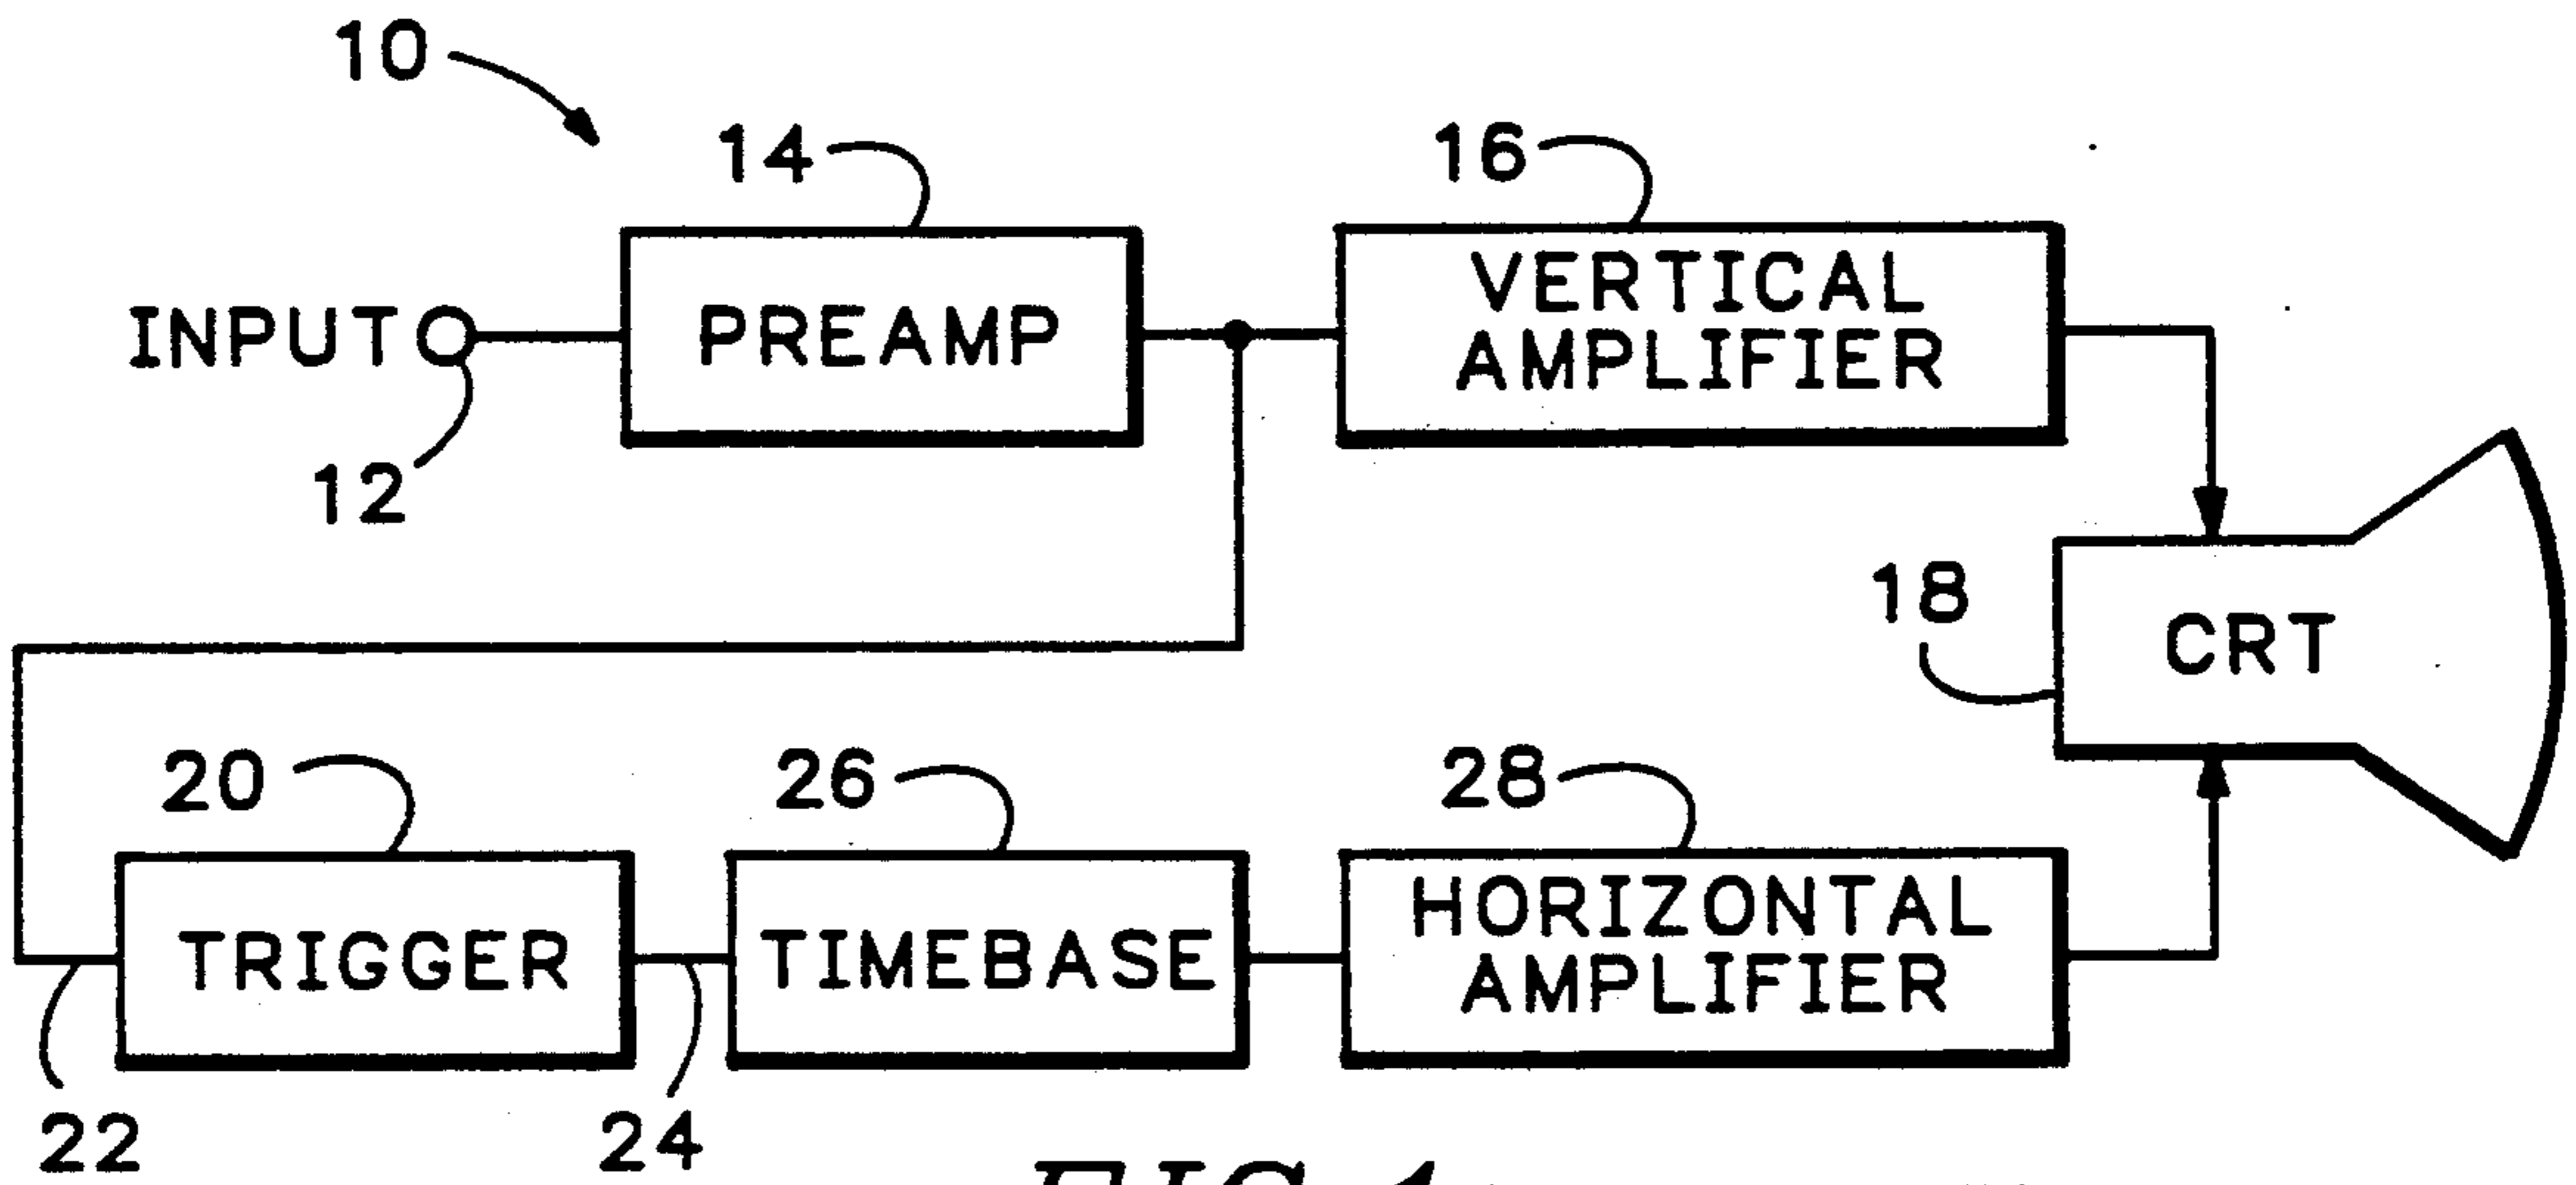 10
14
16
INPUT
PREAMP
VERTICAL
AMPLIFIER
12
18
CRT
20
26
28
TRIGGER
TIMEBASE
HORIZONTAL
AMPLIFIER
22
24